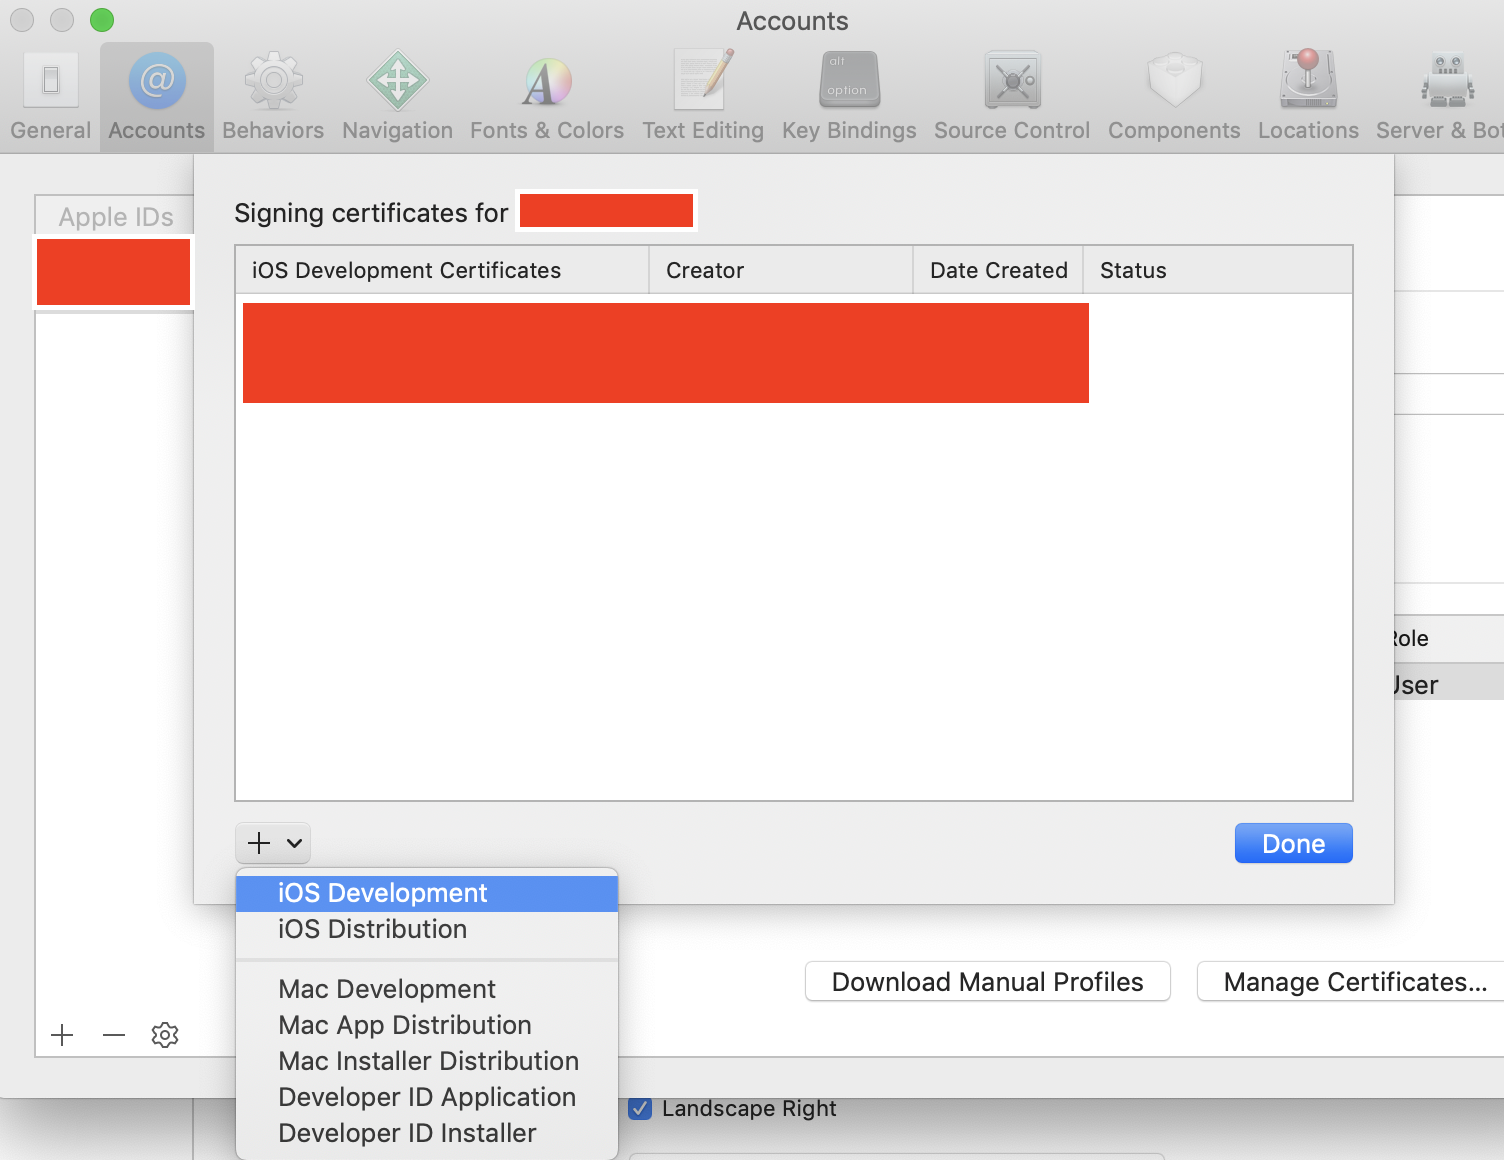 Accounts
General Accounts Behaviors Navigation Fonts & Colors Text Editing Key Bindings Source Control Components Locations Server & Bot
alt
option
Apple IDs
Signing certificates for
iOS Development Certificates Creator Date Created Status
Role
User
Done
iOS Development
iOS Distribution
Mac Development
Mac App Distribution
Mac Installer Distribution
Developer ID Application
Developer ID Installer
Download Manual Profiles Manage Certificates...
Landscape Right